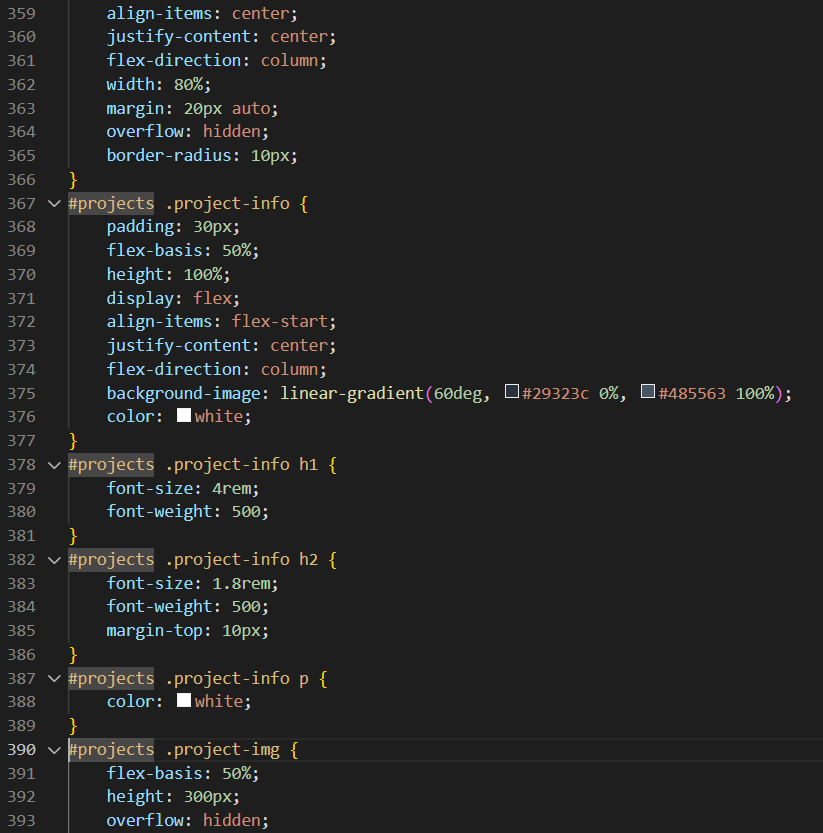 359 align-items: center;
360 justify-content: center;
361 flex-direction: column;
362 width: 80%;
363 margin: 20px auto;
364 overflow: hidden;
365 border-radius: 10px;
366 }
367 #projects .project-info {
368 padding: 30px;
369 flex-basis: 50%;
370 height: 100%;
371 display: flex;
372 align-items: flex-start;
373 justify-content: center;
374 flex-direction: column;
375 background-image: linear-gradient(60deg, #29323c 0%, #485563 100%);
376 color: white;
377 }
378 #projects .project-info h1 {
379 font-size: 4rem;
380 font-weight: 500;
381 }
382 #projects .project-info h2 {
383 font-size: 1.8rem;
384 font-weight: 500;
385 margin-top: 10px;
386 }
387 #projects .project-info p {
388 color: white;
389 }
390 #projects .project-img {
391 flex-basis: 50%;
392 height: 300px;
393 overflow: hidden;